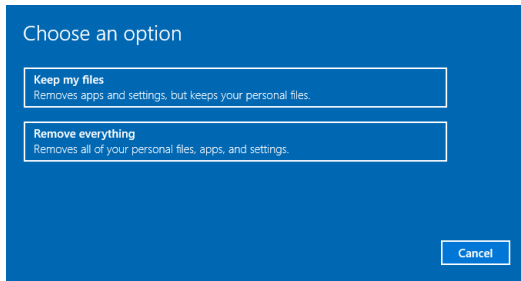 Choose an option
Keep my files
Removes apps and settings, but keeps your personal files.
Remove everything
Removes all of your personal files, apps, and settings.
Cancel